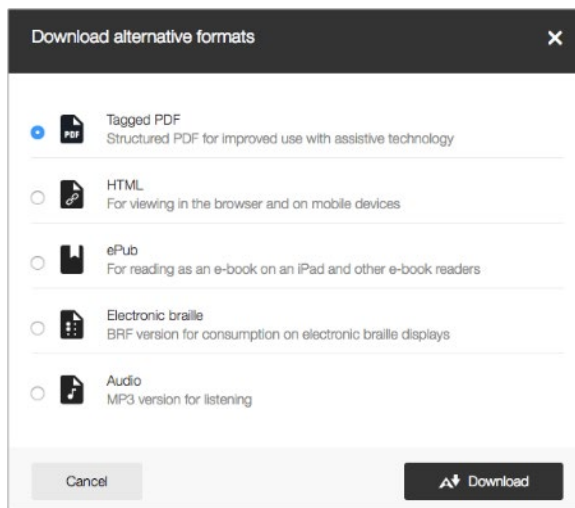 Download alternative formats
Tagged PDF
PDF
Structured PDF for improved use with assistive technology
HTML
For viewing in the browser and on mobile devices
ePub
For reading as an e-book on an iPad and other e-book readers
Electronic braille
BRF version for consumption on electronic braille displays
Audio
MP3 version for listening
Cancel
Download